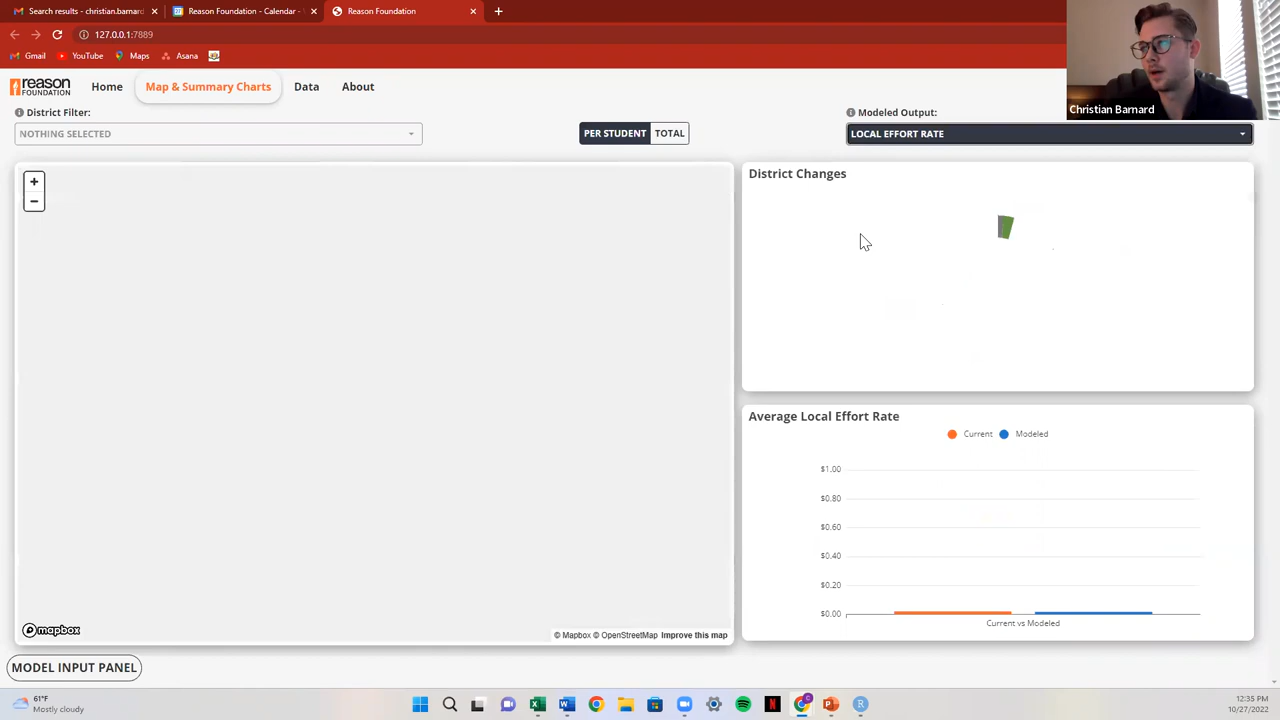 Search results - christian.barnard
Reason Foundation - Calendar -
Reason Foundation
127.0.0.1:7889
Gmail
YouTube
Maps
Asana
reason
FOUNDATION
Home
Map & Summary Charts
Data
About
Christian Barnard
District Filter:
NOTHING SELECTED
PER STUDENT
TOTAL
Modeled Output:
LOCAL EFFORT RATE
+
−
District Changes
Average Local Effort Rate
Current
Modeled
$1.00
$0.80
$0.60
$0.40
$0.20
$0.00
Current vs Modeled
mapbox
© Mapbox © OpenStreetMap Improve this map
MODEL INPUT PANEL
61°F
Mostly cloudy
12:35 PM
10/27/2022